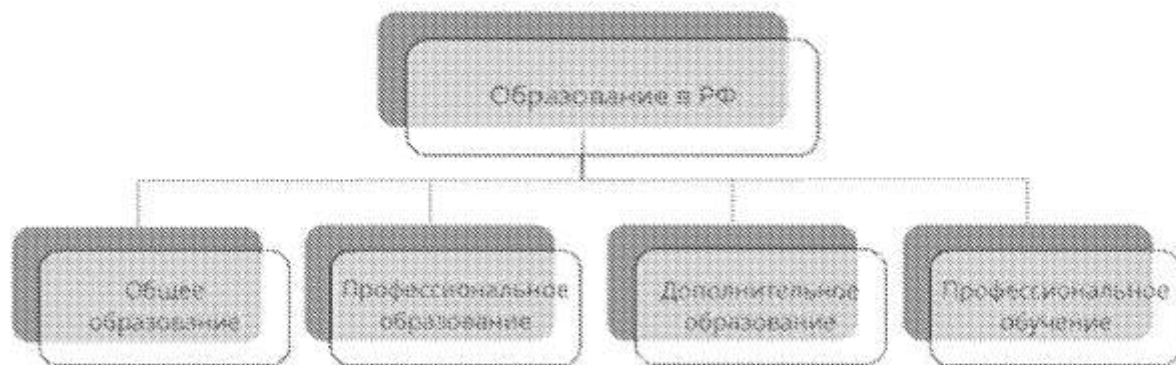 Образование в РФ
Общее
образование
Профессиональное
образование
Дополнительное
образование
Профессиональное
обучение